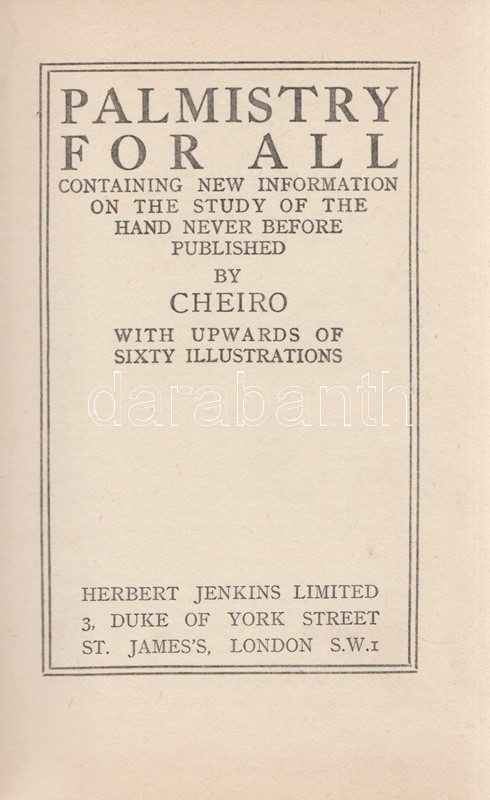 PALMISTRY
FOR ALL
CONTAINING NEW INFORMATION
ON THE STUDY OF THE
HAND NEVER BEFORE
PUBLISHED
BY
CHEIRO
WITH UPWARDS OF
SIXTY ILLUSTRATIONS
darabanth
HERBERT JENKINS LIMITED
3, DUKE OF YORK STREET
ST. JAMES'S, LONDON S.W.1